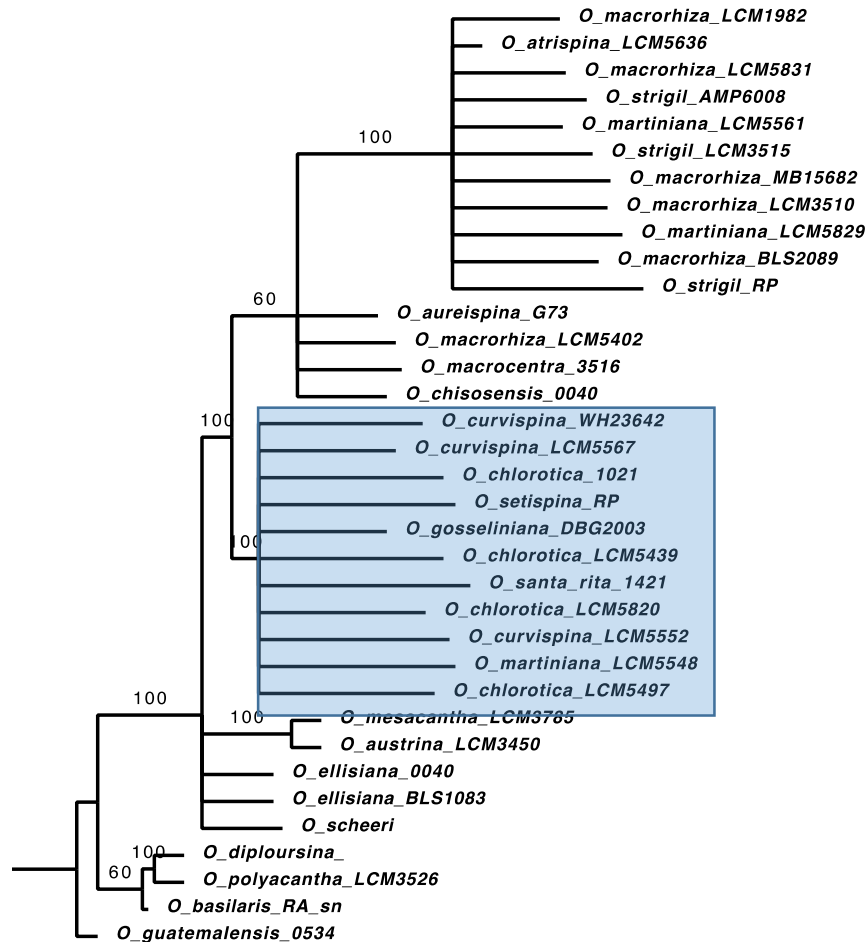 O_macrorhiza_LCM1982
O_atrispina_LCM5636
O_macrorhiza_LCM5831
O_strigil_AMP6008
O_martiniana_LCM5561
100
O_strigil_LCM3515
O_macrorhiza_MB15682
O_macrorhiza_LCM3510
O_martiniana_LCM5829
O_macrorhiza_BLS2089
O_strigil_RP
60
O_aureispina_G73
O_macrorhiza_LCM5402
O_macrocentra_3516
O_chisosensis_0040
100
O_curvispina_WH23642
O_curvispina_LCM5567
O_chlorotica_1021
O_setispina_RP
O_gosseliniana_DBG2003
100
O_chlorotica_LCM5439
O_santa_rita_1421
O_chlorotica_LCM5820
O_curvispina_LCM5552
O_martiniana_LCM5548
O_chlorotica_LCM5497
100
100
O_mesacantha_LCM3785
O_austrina_LCM3450
O_ellisiana_0040
O_ellisiana_BLS1083
O_scheeri
100
O_diploursina_
60
O_polyacantha_LCM3526
O_basilaris_RA_sn
O_guatemalensis_0534